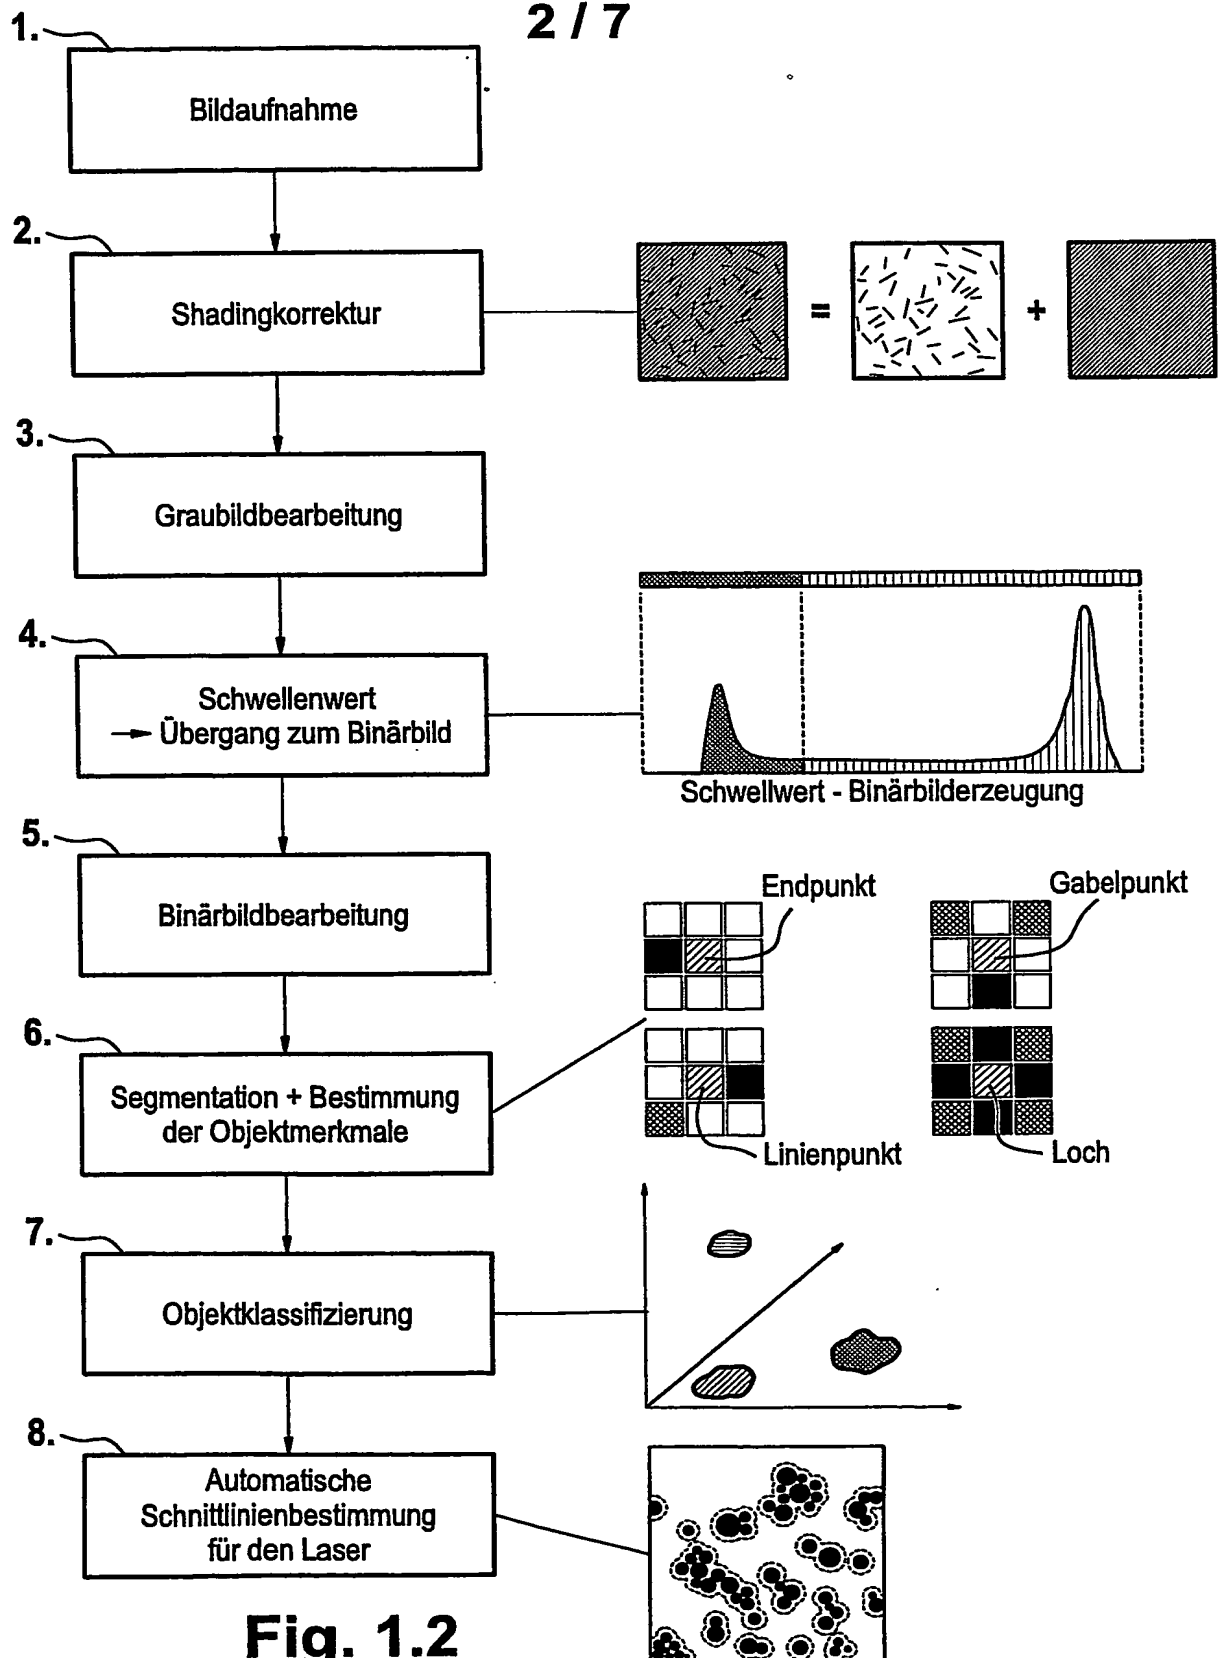 2 / 7
1.
Bildaufnahme
2.
Shadingkorrektur
= +
3.
Graubildbearbeitung
4.
Schwellenwert
→ Übergang zum Binärbild
Schwellwert - Binärbilderzeugung
5.
Binärbildbearbeitung
Endpunkt
Gabelpunkt
6.
Segmentation + Bestimmung
der Objektmerkmale
Linienpunkt
Loch
7.
Objektklassifizierung
8.
Automatische
Schnittlinienbestimmung
für den Laser
Fig. 1.2